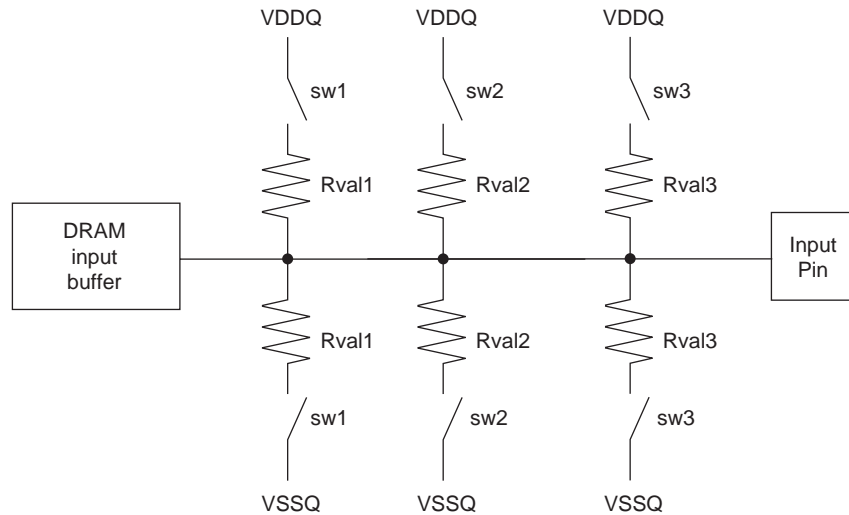 VDDQ VDDQ VDDQ
sw1 sw2 sw3
Rval1 Rval2 Rval3
DRAM
input
buffer
Input
Pin
Rval1 Rval2 Rval3
sw1 sw2 sw3
VSSQ VSSQ VSSQ